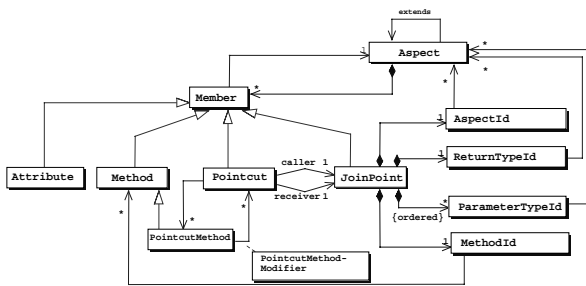 extends
1
Aspect
*
*
*
Member
*
1
AspectId
1
ReturnTypeId
Attribute
Method
Pointcut
caller 1
receiver 1
JoinPoint
*
ParameterTypeId
{ordered}
*
*
*
PointcutMethod
PointcutMethod-
Modifier
1
MethodId